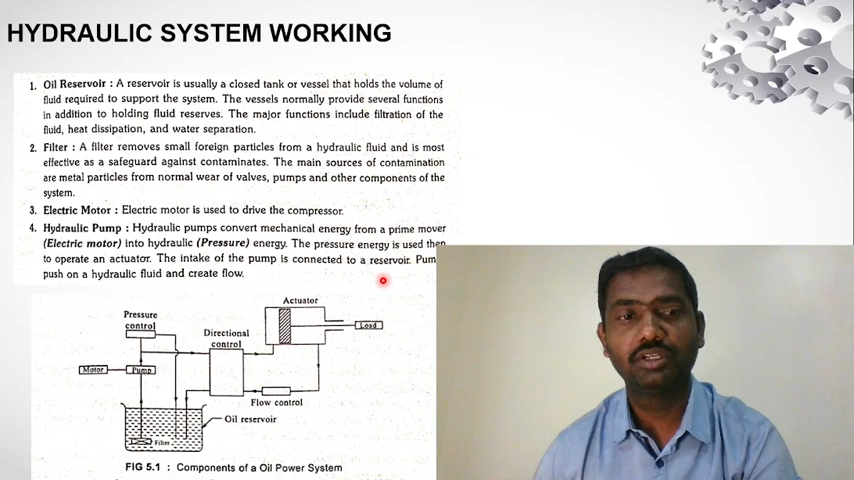 HYDRAULIC SYSTEM WORKING
1. Oil Reservoir : A reservoir is usually a closed tank or vessel that holds the volume of
fluid required to support the system. The vessels normally provide several functions
in addition to holding fluid reserves. The major functions include filtration of the
fluid, heat dissipation, and water separation.
2. Filter : A filter removes small foreign particles from a hydraulic fluid and is most
effective as a safeguard against contaminates. The main sources of contamination
are metal particles from normal wear of valves, pumps and other components of the
system.
3. Electric Motor : Electric motor is used to drive the compressor.
4. Hydraulic Pump : Hydraulic pumps convert mechanical energy from a prime mover
(Electric motor) into hydraulic (Pressure) energy. The pressure energy is used then
to operate an actuator. The intake of the pump is connected to a reservoir. Pum
push on a hydraulic fluid and create flow.
Actuator
Pressure
control
Load
Directional
control
Motor
Pump
Flow control
Oil reservoir
Filter
FIG 5.1 : Components of a Oil Power System